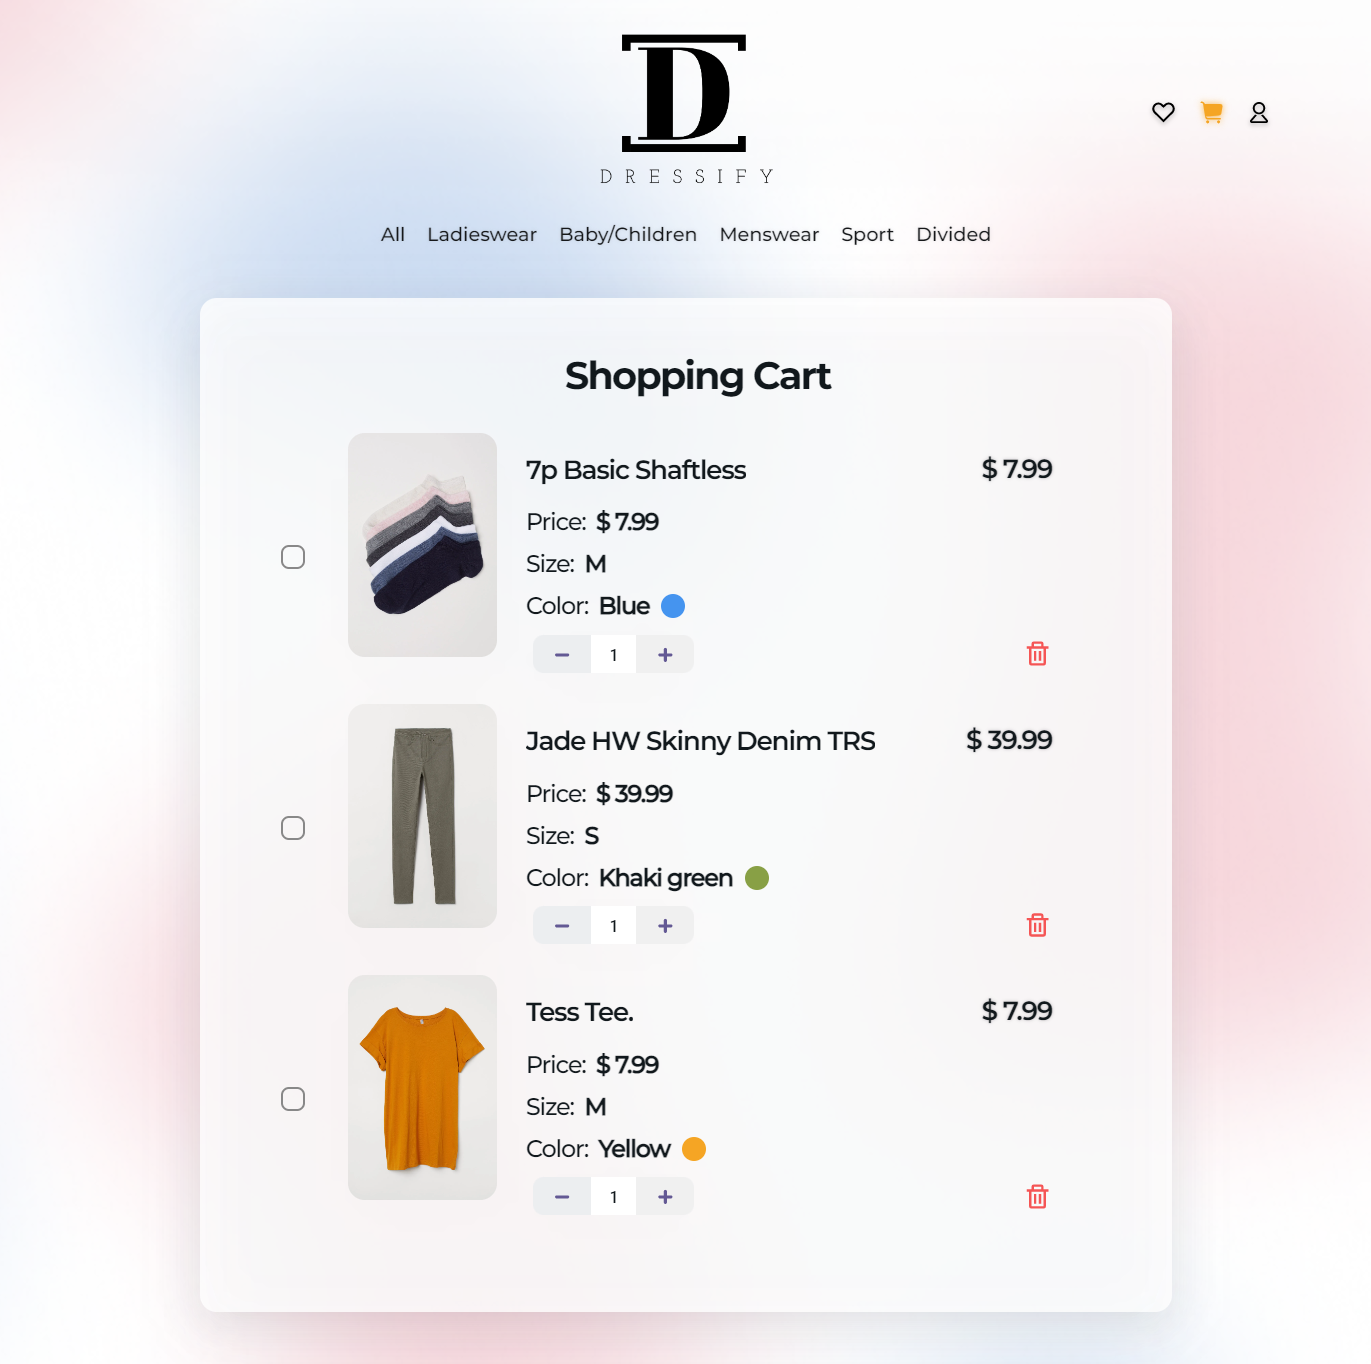 D
DRESSIFY
All Ladieswear Baby/Children Menswear Sport Divided
Shopping Cart
7p Basic Shaftless $ 7.99
Price: $ 7.99
Size: M
Color: Blue
− 1 +
Jade HW Skinny Denim TRS $ 39.99
Price: $ 39.99
Size: S
Color: Khaki green
− 1 +
Tess Tee. $ 7.99
Price: $ 7.99
Size: M
Color: Yellow
− 1 +